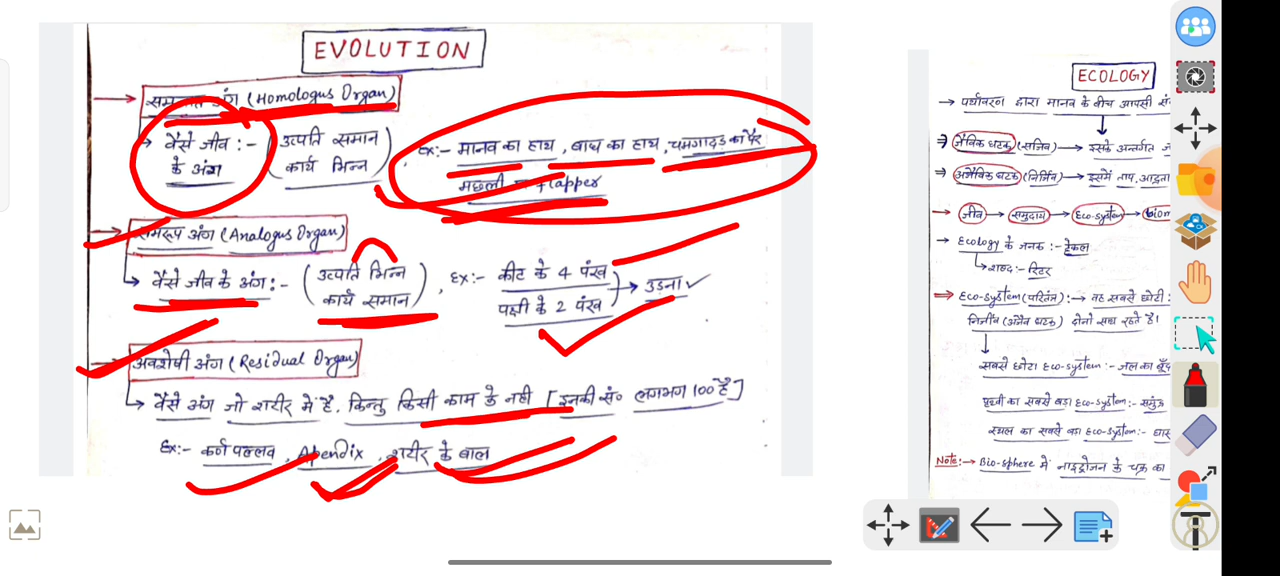 EVOLUTION
→ समजात अंग (Homologus Organ)
→ वैसे जीव के अंग :- (उत्पति समान कार्य भिन्न) , Ex:- मानव का हाथ, बाघ का हाथ, चमगादड का पैर
मछली का Flapper
→ समरूप अंग (Analogus Organ)
→ वैसे जीव के अंग :- (उत्पति भिन्न कार्य समान) , Ex:- कीट के 4 पंख पक्षी के 2 पंख → उडना ✓
→ अवशेषी अंग (Residual Organ)
→ वैसे अंग जो शरीर में है, किन्तु किसी काम के नही [इनकी सं० लगभग 100 है]
Ex:- कर्ण पल्लव, Apendix, शरीर के बाल
ECOLOGY
→ पर्यावरण द्वारा मानव के बीच आपसी
→ जैविक घटक (सजिव) → इसके अन्तर्गत
→ अजैविक घटक (निर्जिव) → इसमें ताप, आद्रता
→ जीव → समुदाय → Eco-system → biom
→ Ecology के जनक :- हैकल
→ शब्द :- रिटर
→ Eco-system (परितंत्र) :→ वह सबसे छोटी
निर्जीव (अजैव घटक) दोनो साथ रहते है।
सबसे छोटा Eco-system :- जल का बूँद
पृथ्वी का सबसे बडा Eco-system :- समुंद्र
स्थल का सबसे बडा Eco-system :-
Note:→ Bio-sphere में नाइट्रोजन के चक्र का